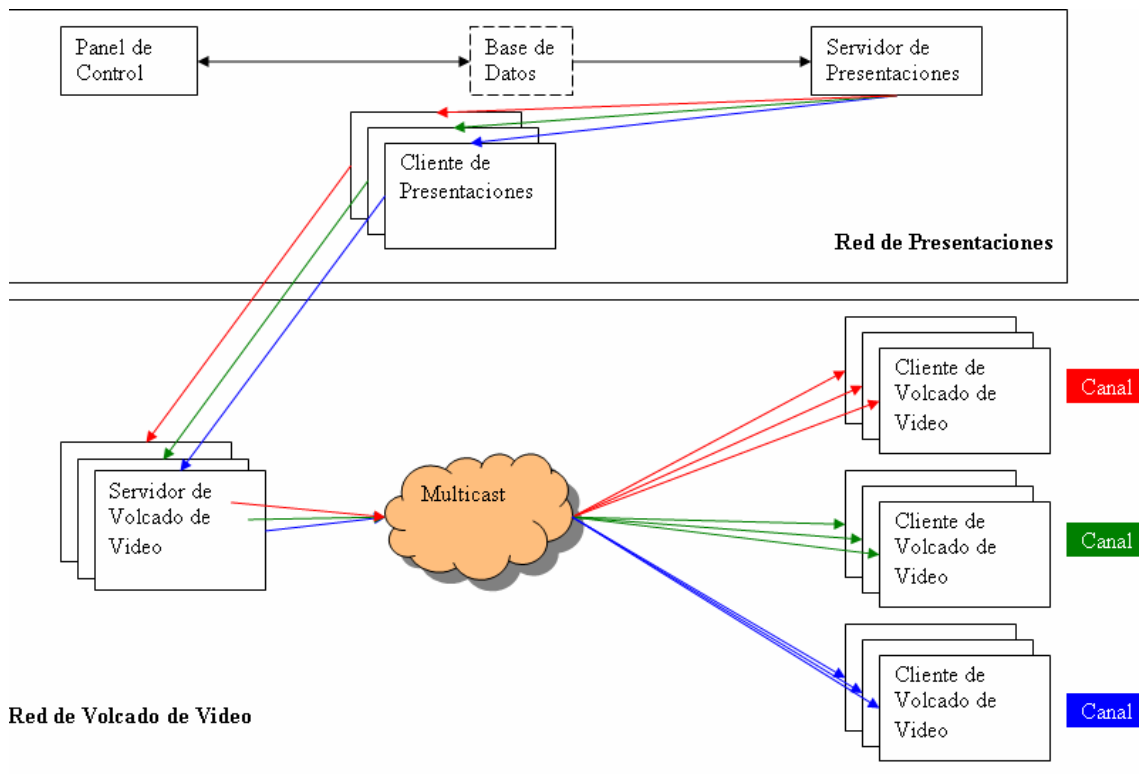 Panel de
Control
Base de
Datos
Servidor de
Presentaciones
Cliente de
Presentaciones
Red de Presentaciones
Cliente de
Volcado de
Video
Canal
Servidor de
Volcado de
Video
Multicast
Cliente de
Volcado de
Video
Canal
Cliente de
Volcado de
Video
Canal
Red de Volcado de Video